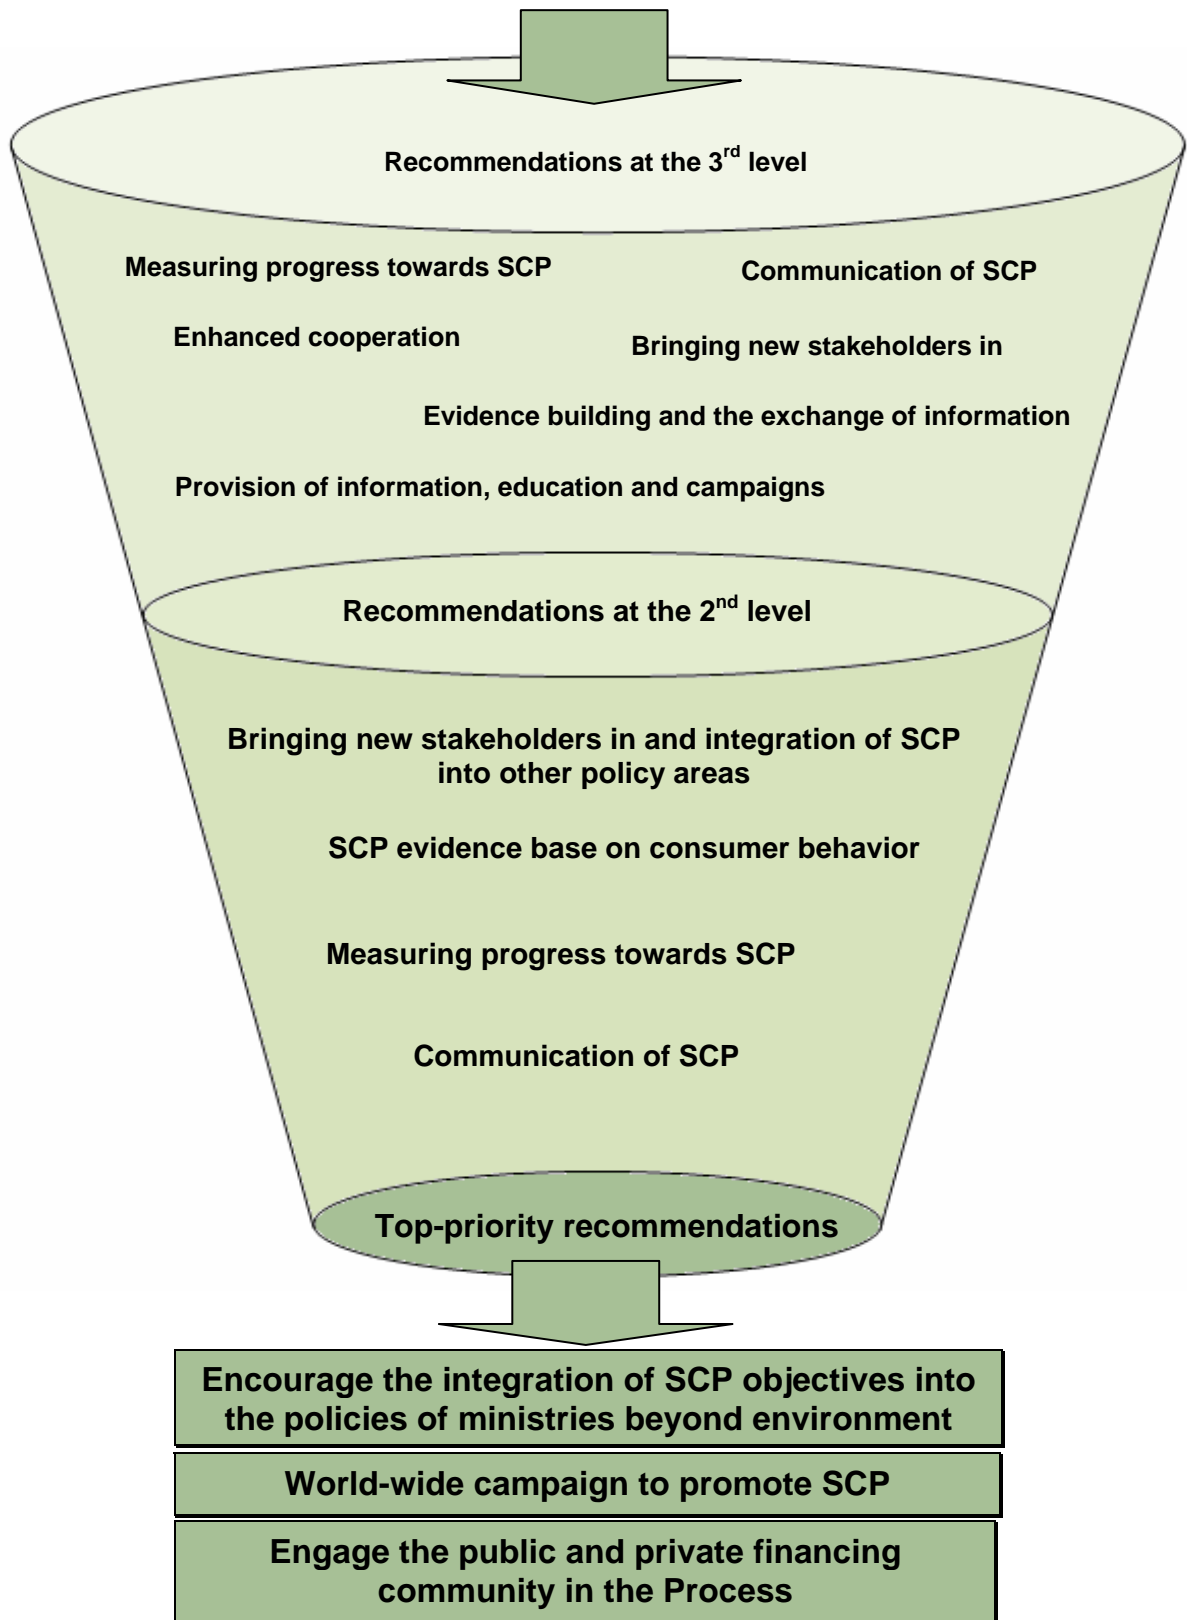 Recommendations at the 3rd level
Measuring progress towards SCP
Communication of SCP
Enhanced cooperation
Bringing new stakeholders in
Evidence building and the exchange of information
Provision of information, education and campaigns
Recommendations at the 2nd level
Bringing new stakeholders in and integration of SCP
into other policy areas
SCP evidence base on consumer behavior
Measuring progress towards SCP
Communication of SCP
Top-priority recommendations
Encourage the integration of SCP objectives into
the policies of ministries beyond environment
World-wide campaign to promote SCP
Engage the public and private financing
community in the Process